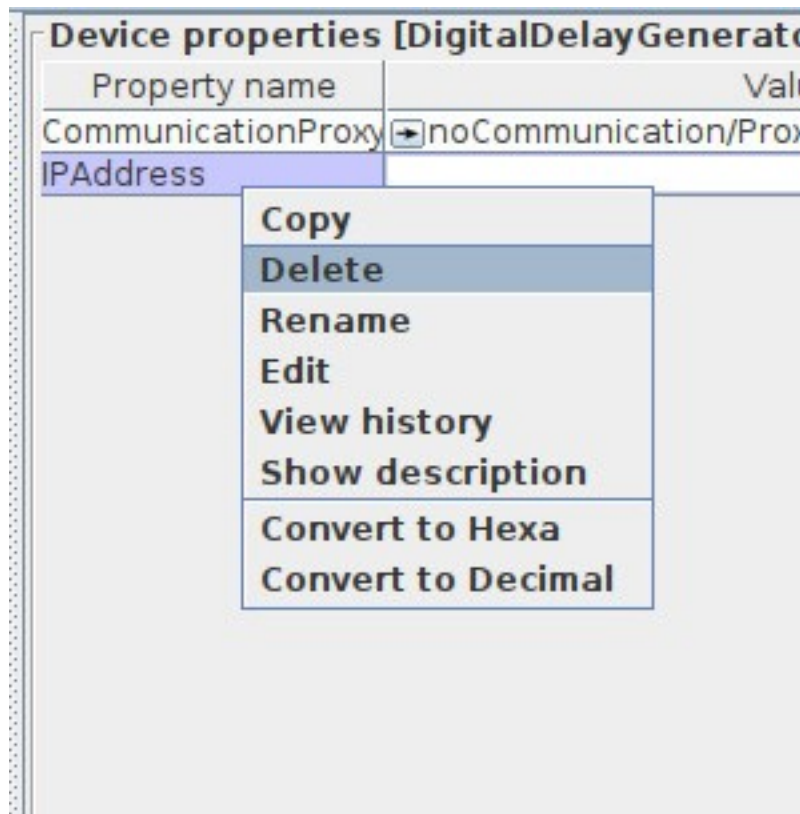 Device properties [DigitalDelayGenerato
Property name Valu
CommunicationProxy noCommunication/Prox
IPAddress
Copy
Delete
Rename
Edit
View history
Show description
Convert to Hexa
Convert to Decimal